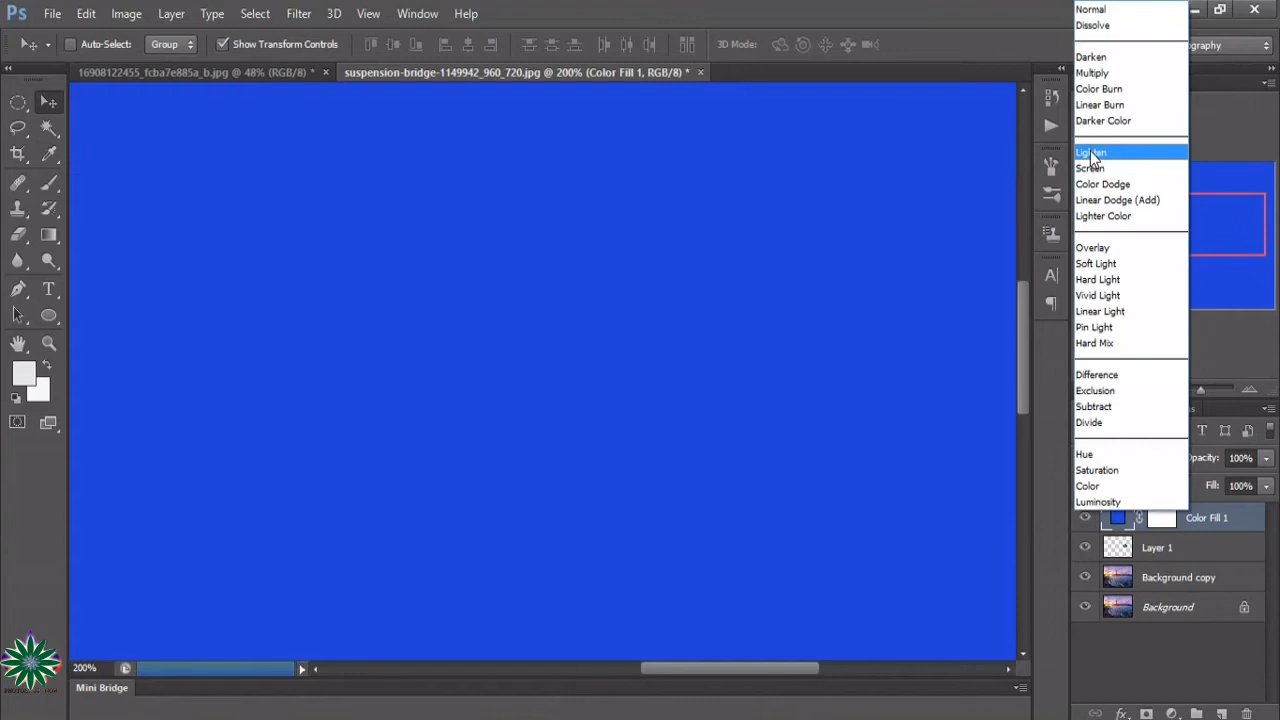 Ps File Edit Image Layer Type Select Filter 3D View Window Help
Auto-Select: Group Show Transform Controls 3D Mode: graphy
16908122455_fcba7e885a_b.jpg @ 48% (RGB/8) * × suspension-bridge-1149942_960_720.jpg @ 200% (Color Fill 1, RGB/8) * ×
Normal
Dissolve
Darken
Multiply
Color Burn
Linear Burn
Darker Color
Lighten
Screen
Color Dodge
Linear Dodge (Add)
Lighter Color
Overlay
Soft Light
Hard Light
Vivid Light
Linear Light
Pin Light
Hard Mix
Difference
Exclusion
Subtract
Divide
Hue
Saturation
Color
Luminosity
Opacity: 100%
Fill: 100%
Color Fill 1
Layer 1
Background copy
Background
200%
Mini Bridge